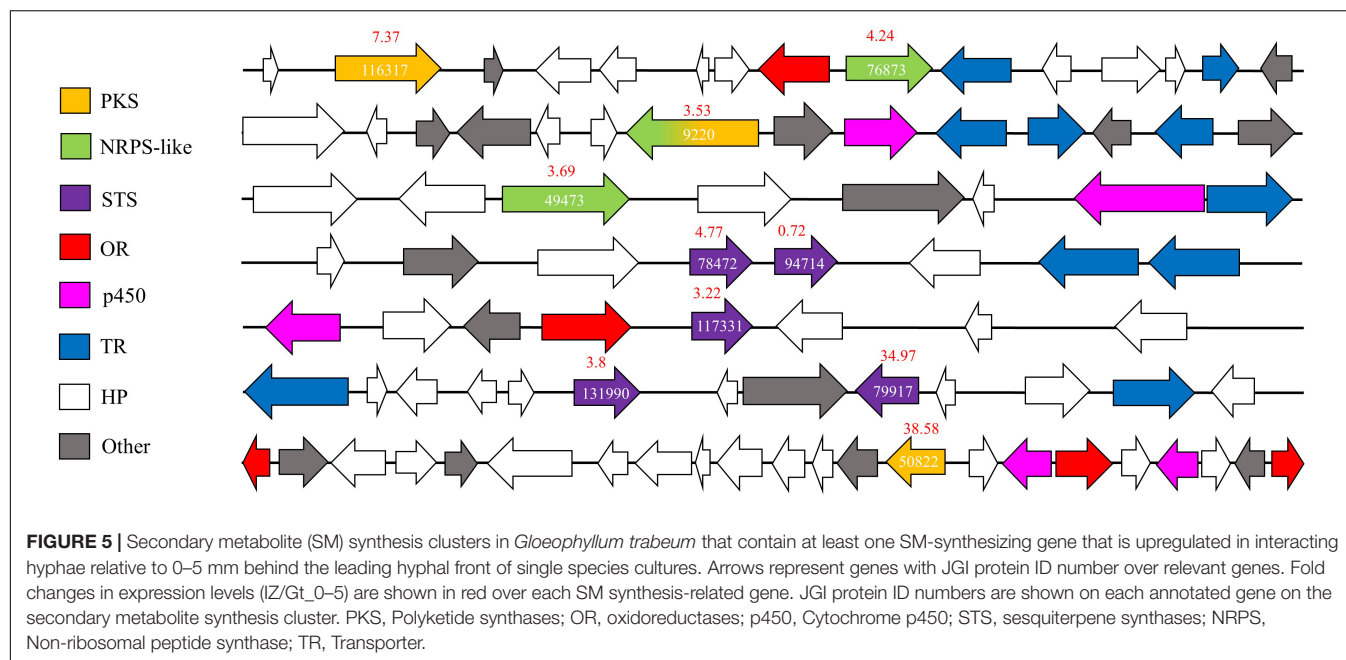 7.37 4.24
116317 76873
PKS
3.53
9220
NRPS-like
3.69
49473
STS
4.77 0.72
78472 94714
OR
p450
3.22
117331
TR
3.8 34.97
131990 79917
HP
Other
38.58
50822
FIGURE 5 | Secondary metabolite (SM) synthesis clusters in Gloeophyllum trabeum that contain at least one SM-synthesizing gene that is upregulated in interacting
hyphae relative to 0–5 mm behind the leading hyphal front of single species cultures. Arrows represent genes with JGI protein ID number over relevant genes. Fold
changes in expression levels (IZ/Gt_0–5) are shown in red over each SM synthesis-related gene. JGI protein ID numbers are shown on each annotated gene on the
secondary metabolite synthesis cluster. PKS, Polyketide synthases; OR, oxidoreductases; p450, Cytochrome p450; STS, sesquiterpene synthases; NRPS,
Non-ribosomal peptide synthase; TR, Transporter.